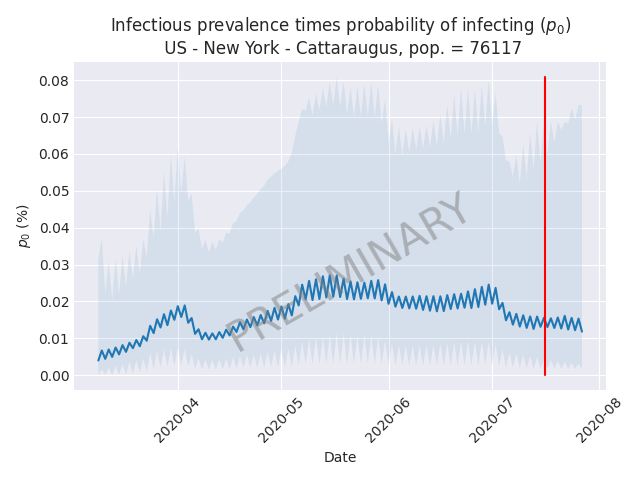 Infectious prevalence times probability of infecting (p₀)
US - New York - Cattaraugus, pop. = 76117
0.08
0.07
0.06
0.05
0.04
0.03
0.02
0.01
0.00
p₀ (%)
PRELIMINARY
2020-04
2020-05
2020-06
2020-07
2020-08
Date